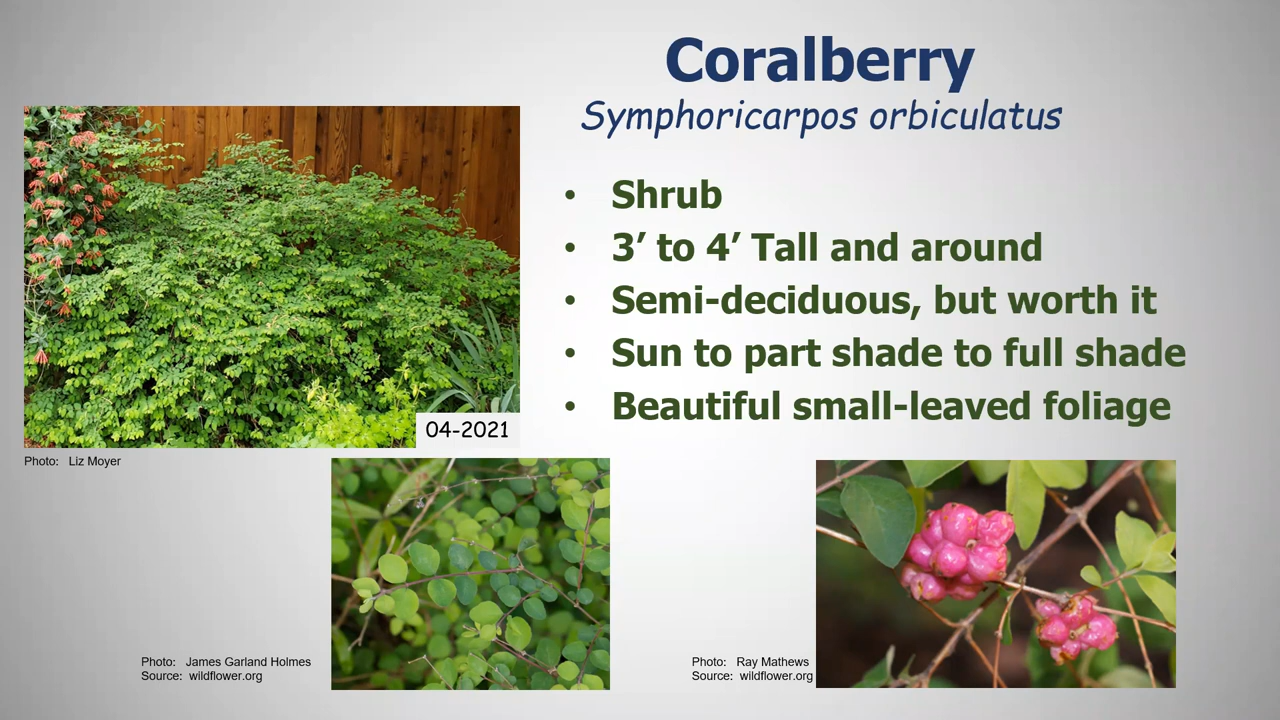 Coralberry
Symphoricarpos orbiculatus
• Shrub
• 3’ to 4’ Tall and around
• Semi-deciduous, but worth it
• Sun to part shade to full shade
• Beautiful small-leaved foliage
04-2021
Photo: Liz Moyer
Photo: James Garland Holmes
Source: wildflower.org
Photo: Ray Mathews
Source: wildflower.org